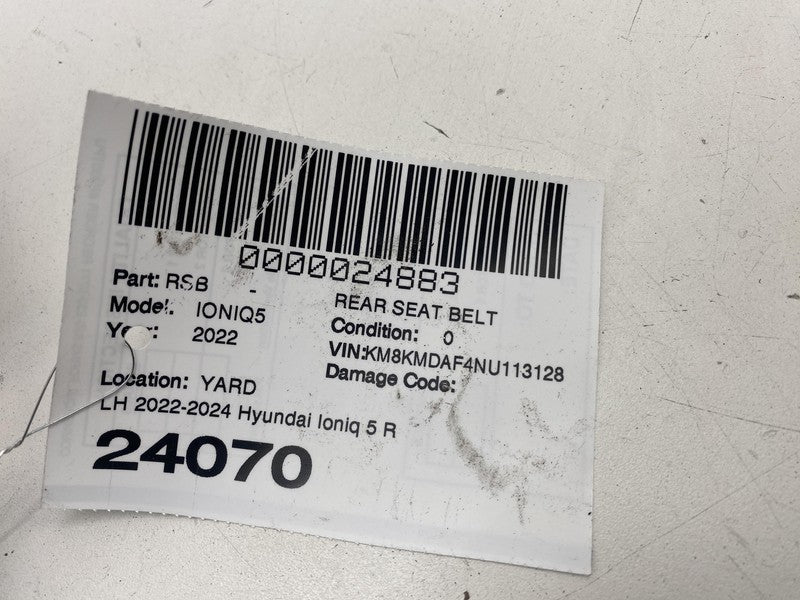 0000024883
Part: RSB - REAR SEAT BELT
Model: IONIQ5 Condition: 0
Year: 2022 VIN:KM8KMDAF4NU113128
Damage Code:
Location: YARD
LH 2022-2024 Hyundai Ioniq 5 R
24070